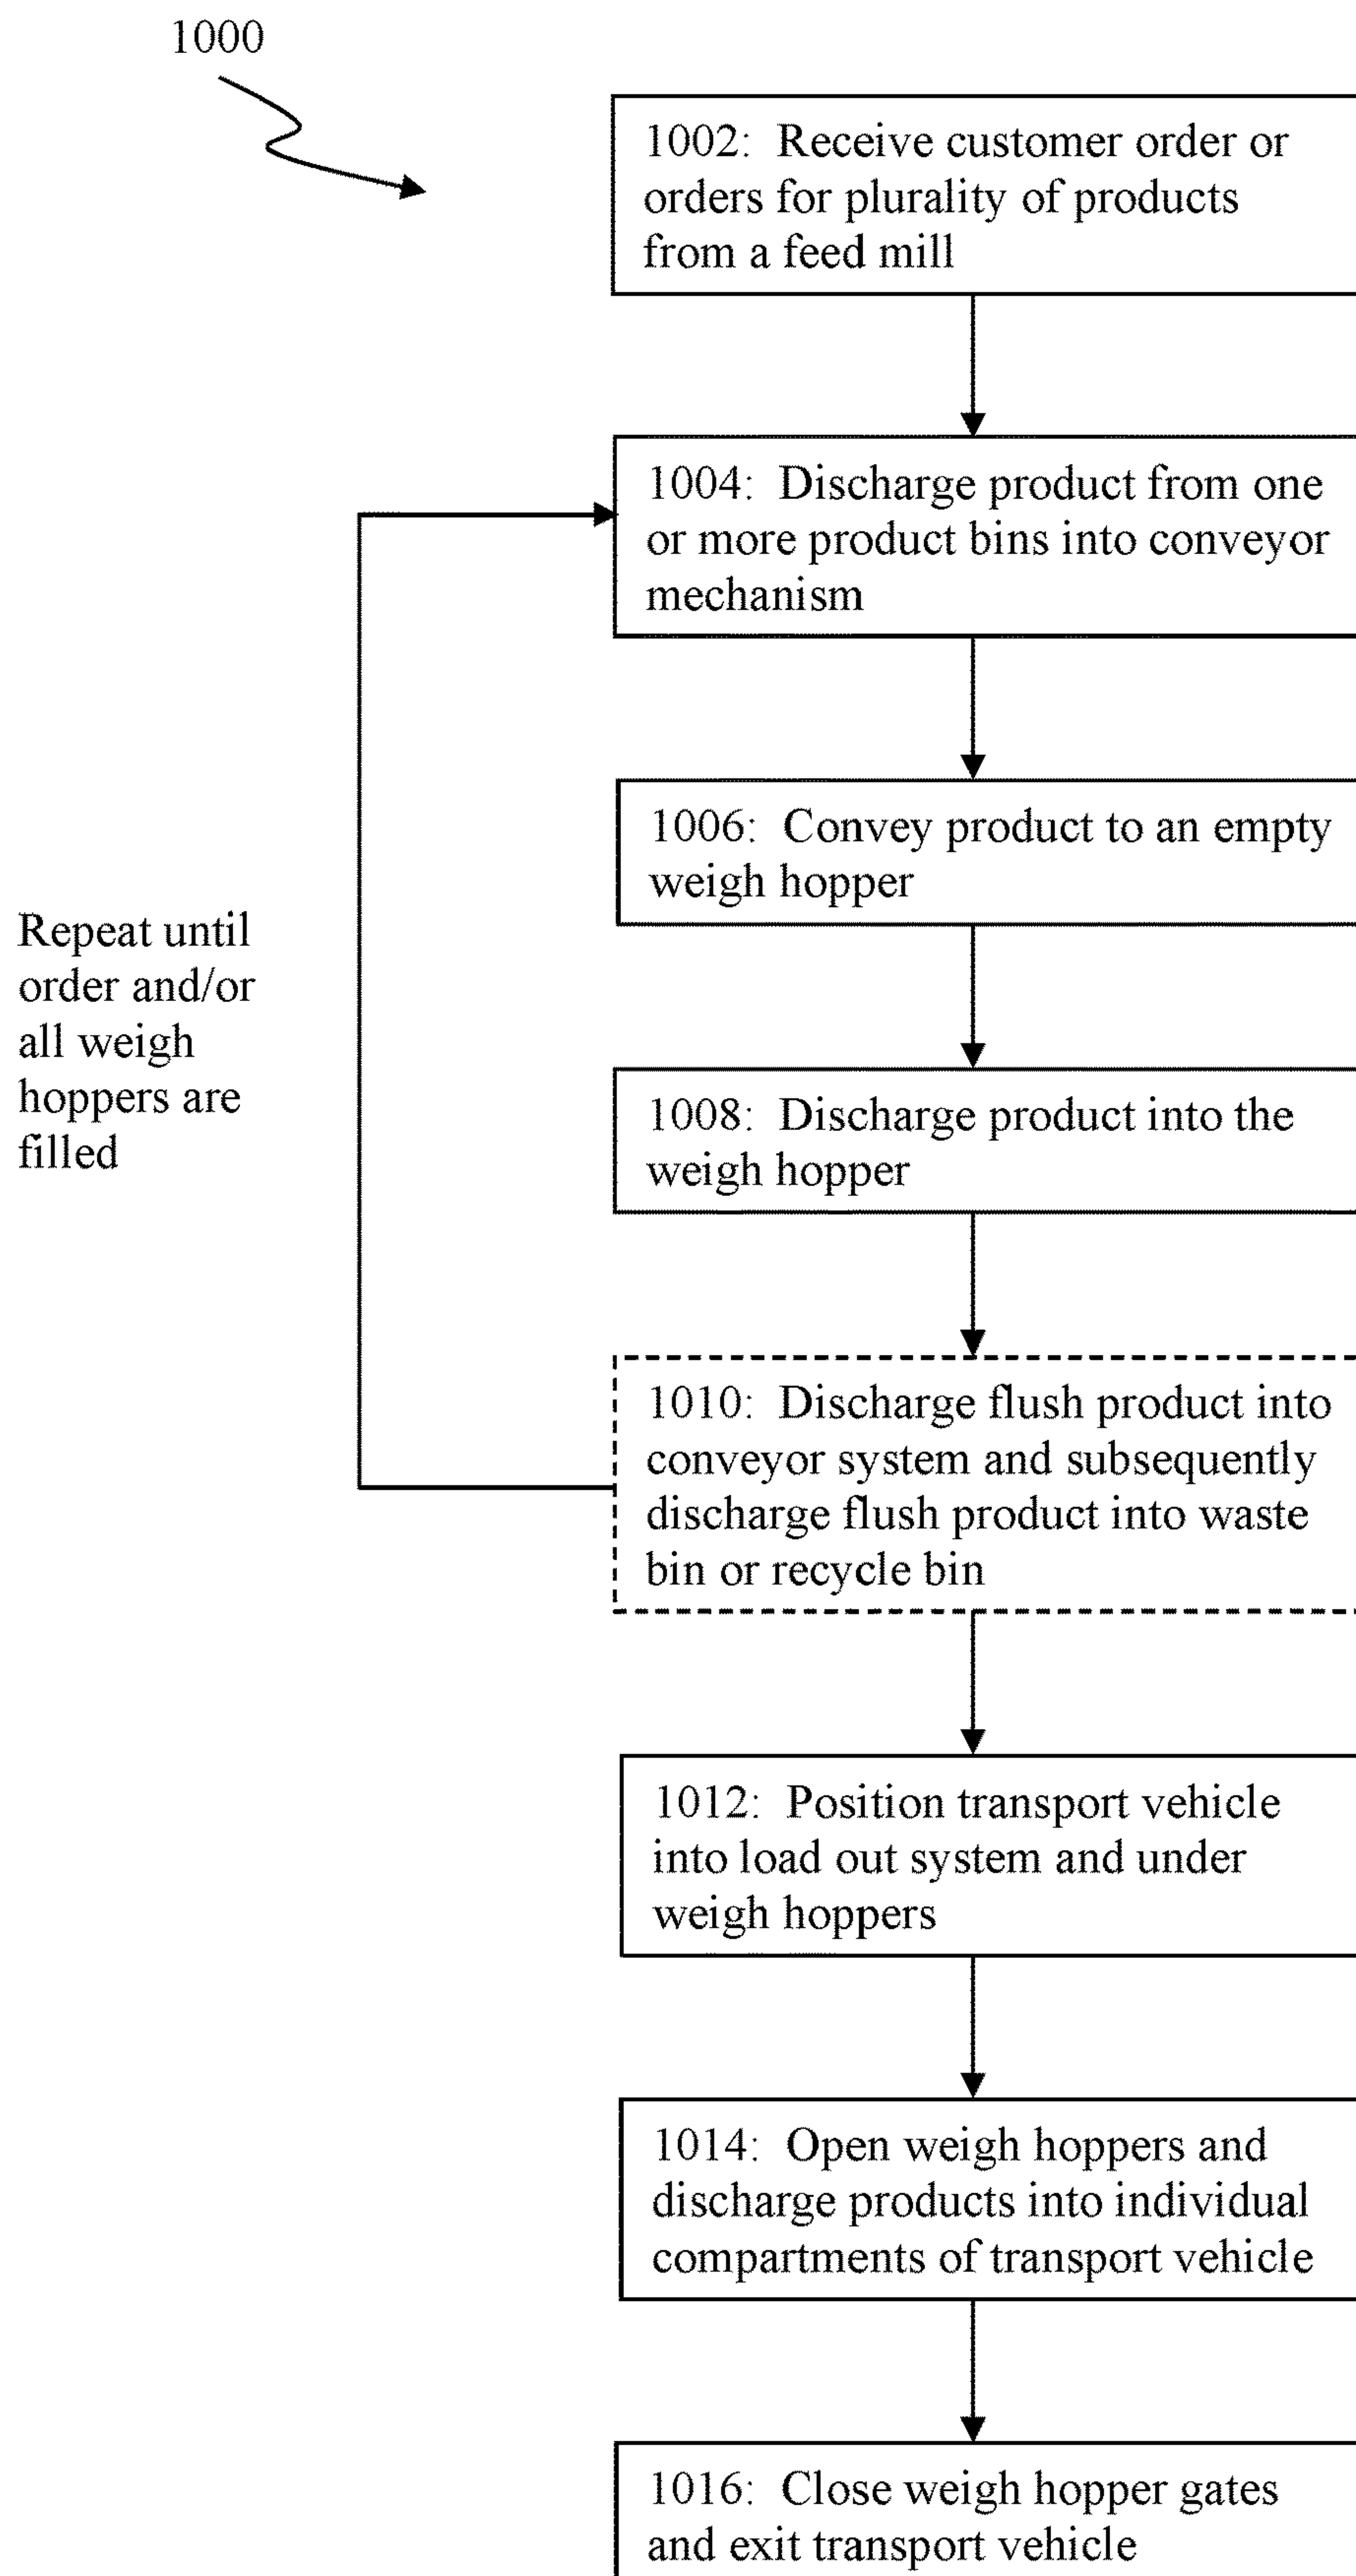 1000
1002: Receive customer order or
orders for plurality of products
from a feed mill
1004: Discharge product from one
or more product bins into conveyor
mechanism
1006: Convey product to an empty
weigh hopper
Repeat until
order and/or
all weigh
hoppers are
filled
1008: Discharge product into the
weigh hopper
1010: Discharge flush product into
conveyor system and subsequently
discharge flush product into waste
bin or recycle bin
1012: Position transport vehicle
into load out system and under
weigh hoppers
1014: Open weigh hoppers and
discharge products into individual
compartments of transport vehicle
1016: Close weigh hopper gates
and exit transport vehicle